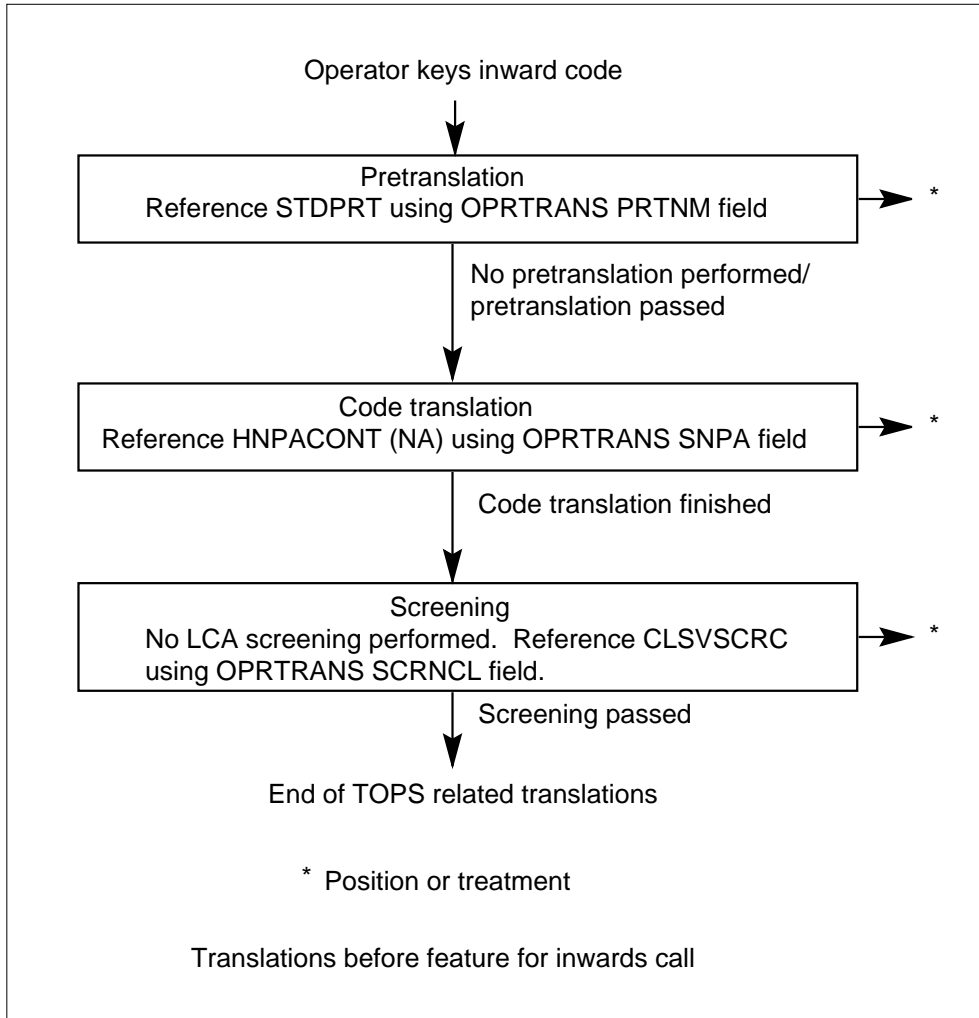 Operator keys inward code
Pretranslation
Reference STDPRT using OPRTRANS PRTNM field
*
No pretranslation performed/
pretranslation passed
Code translation
Reference HNPACONT (NA) using OPRTRANS SNPA field
*
Code translation finished
Screening
No LCA screening performed.  Reference CLSVSCRC
using OPRTRANS SCRNCL field.
*
Screening passed
End of TOPS related translations
* Position or treatment
Translations before feature for inwards call